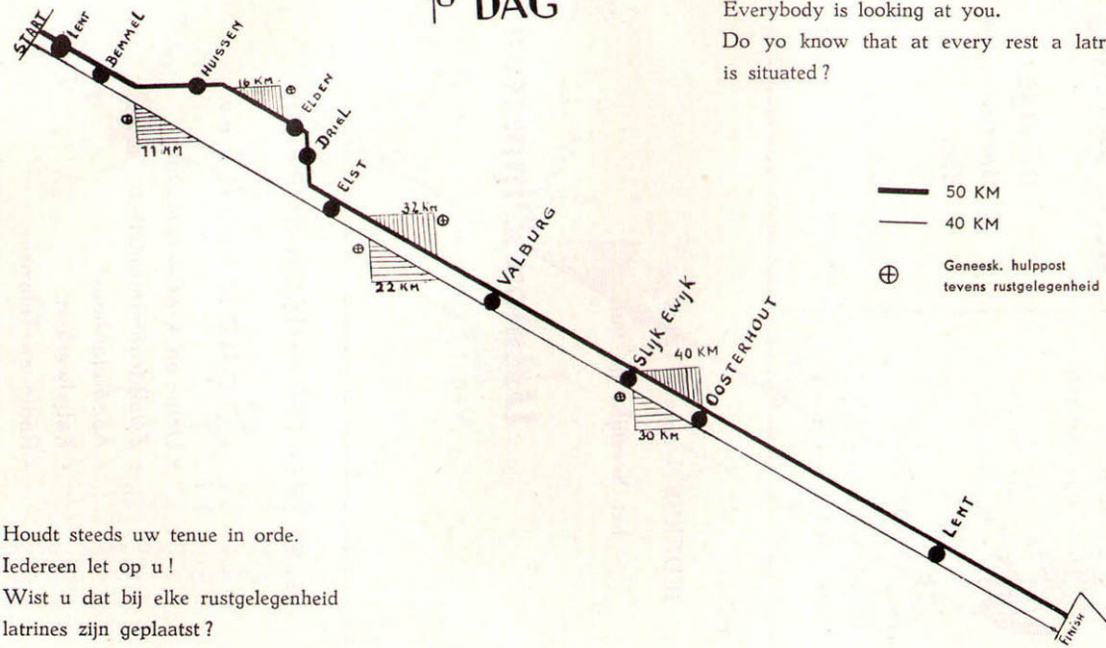 DAG
Everybody is looking at you.
Do yo know that at every rest a latr
is situated?
START
LENT
BEMMEL
HUISSEN
16 KM.
ELDEN
DRIEL
11 KM
ELST
32 KM
22 KM
VALBURG
50 KM
40 KM
Geneesk. hulppost
tevens rustgelegenheid
SLIJK EWIJK
40 KM
OOSTERHOUT
30 KM
LENT
FINISH
Houdt steeds uw tenue in orde.
Iedereen let op u!
Wist u dat bij elke rustgelegenheid
latrines zijn geplaatst?